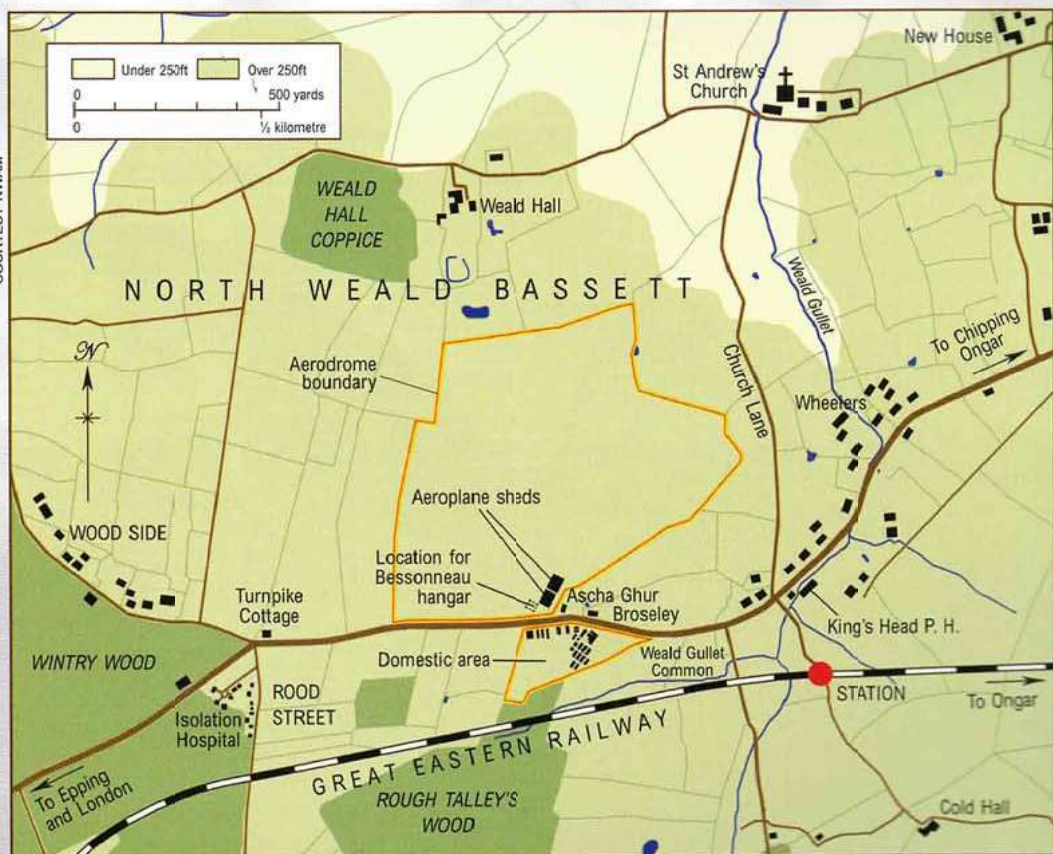 Under 250ft
Over 250ft
0
500 yards
0
½ kilometre
New House
St Andrew's
Church
WEALD
HALL
COPPICE
Weald Hall
NORTH WEALD BASSETT
Weald Gullet
To Chipping
Ongar
N
Aerodrome
boundary
Church Lane
Wheelers
Aeroplane sheds
WOOD SIDE
Location for
Bessonneau
hangar
Turnpike
Cottage
Ascha Ghur
Broseley
King's Head P. H.
WINTRY WOOD
Domestic area
Weald Gullet
Common
ROOD
STREET
Isolation
Hospital
STATION
To Ongar
GREAT EASTERN RAILWAY
To Epping
and London
ROUGH TALLEY'S
WOOD
Cold Hall